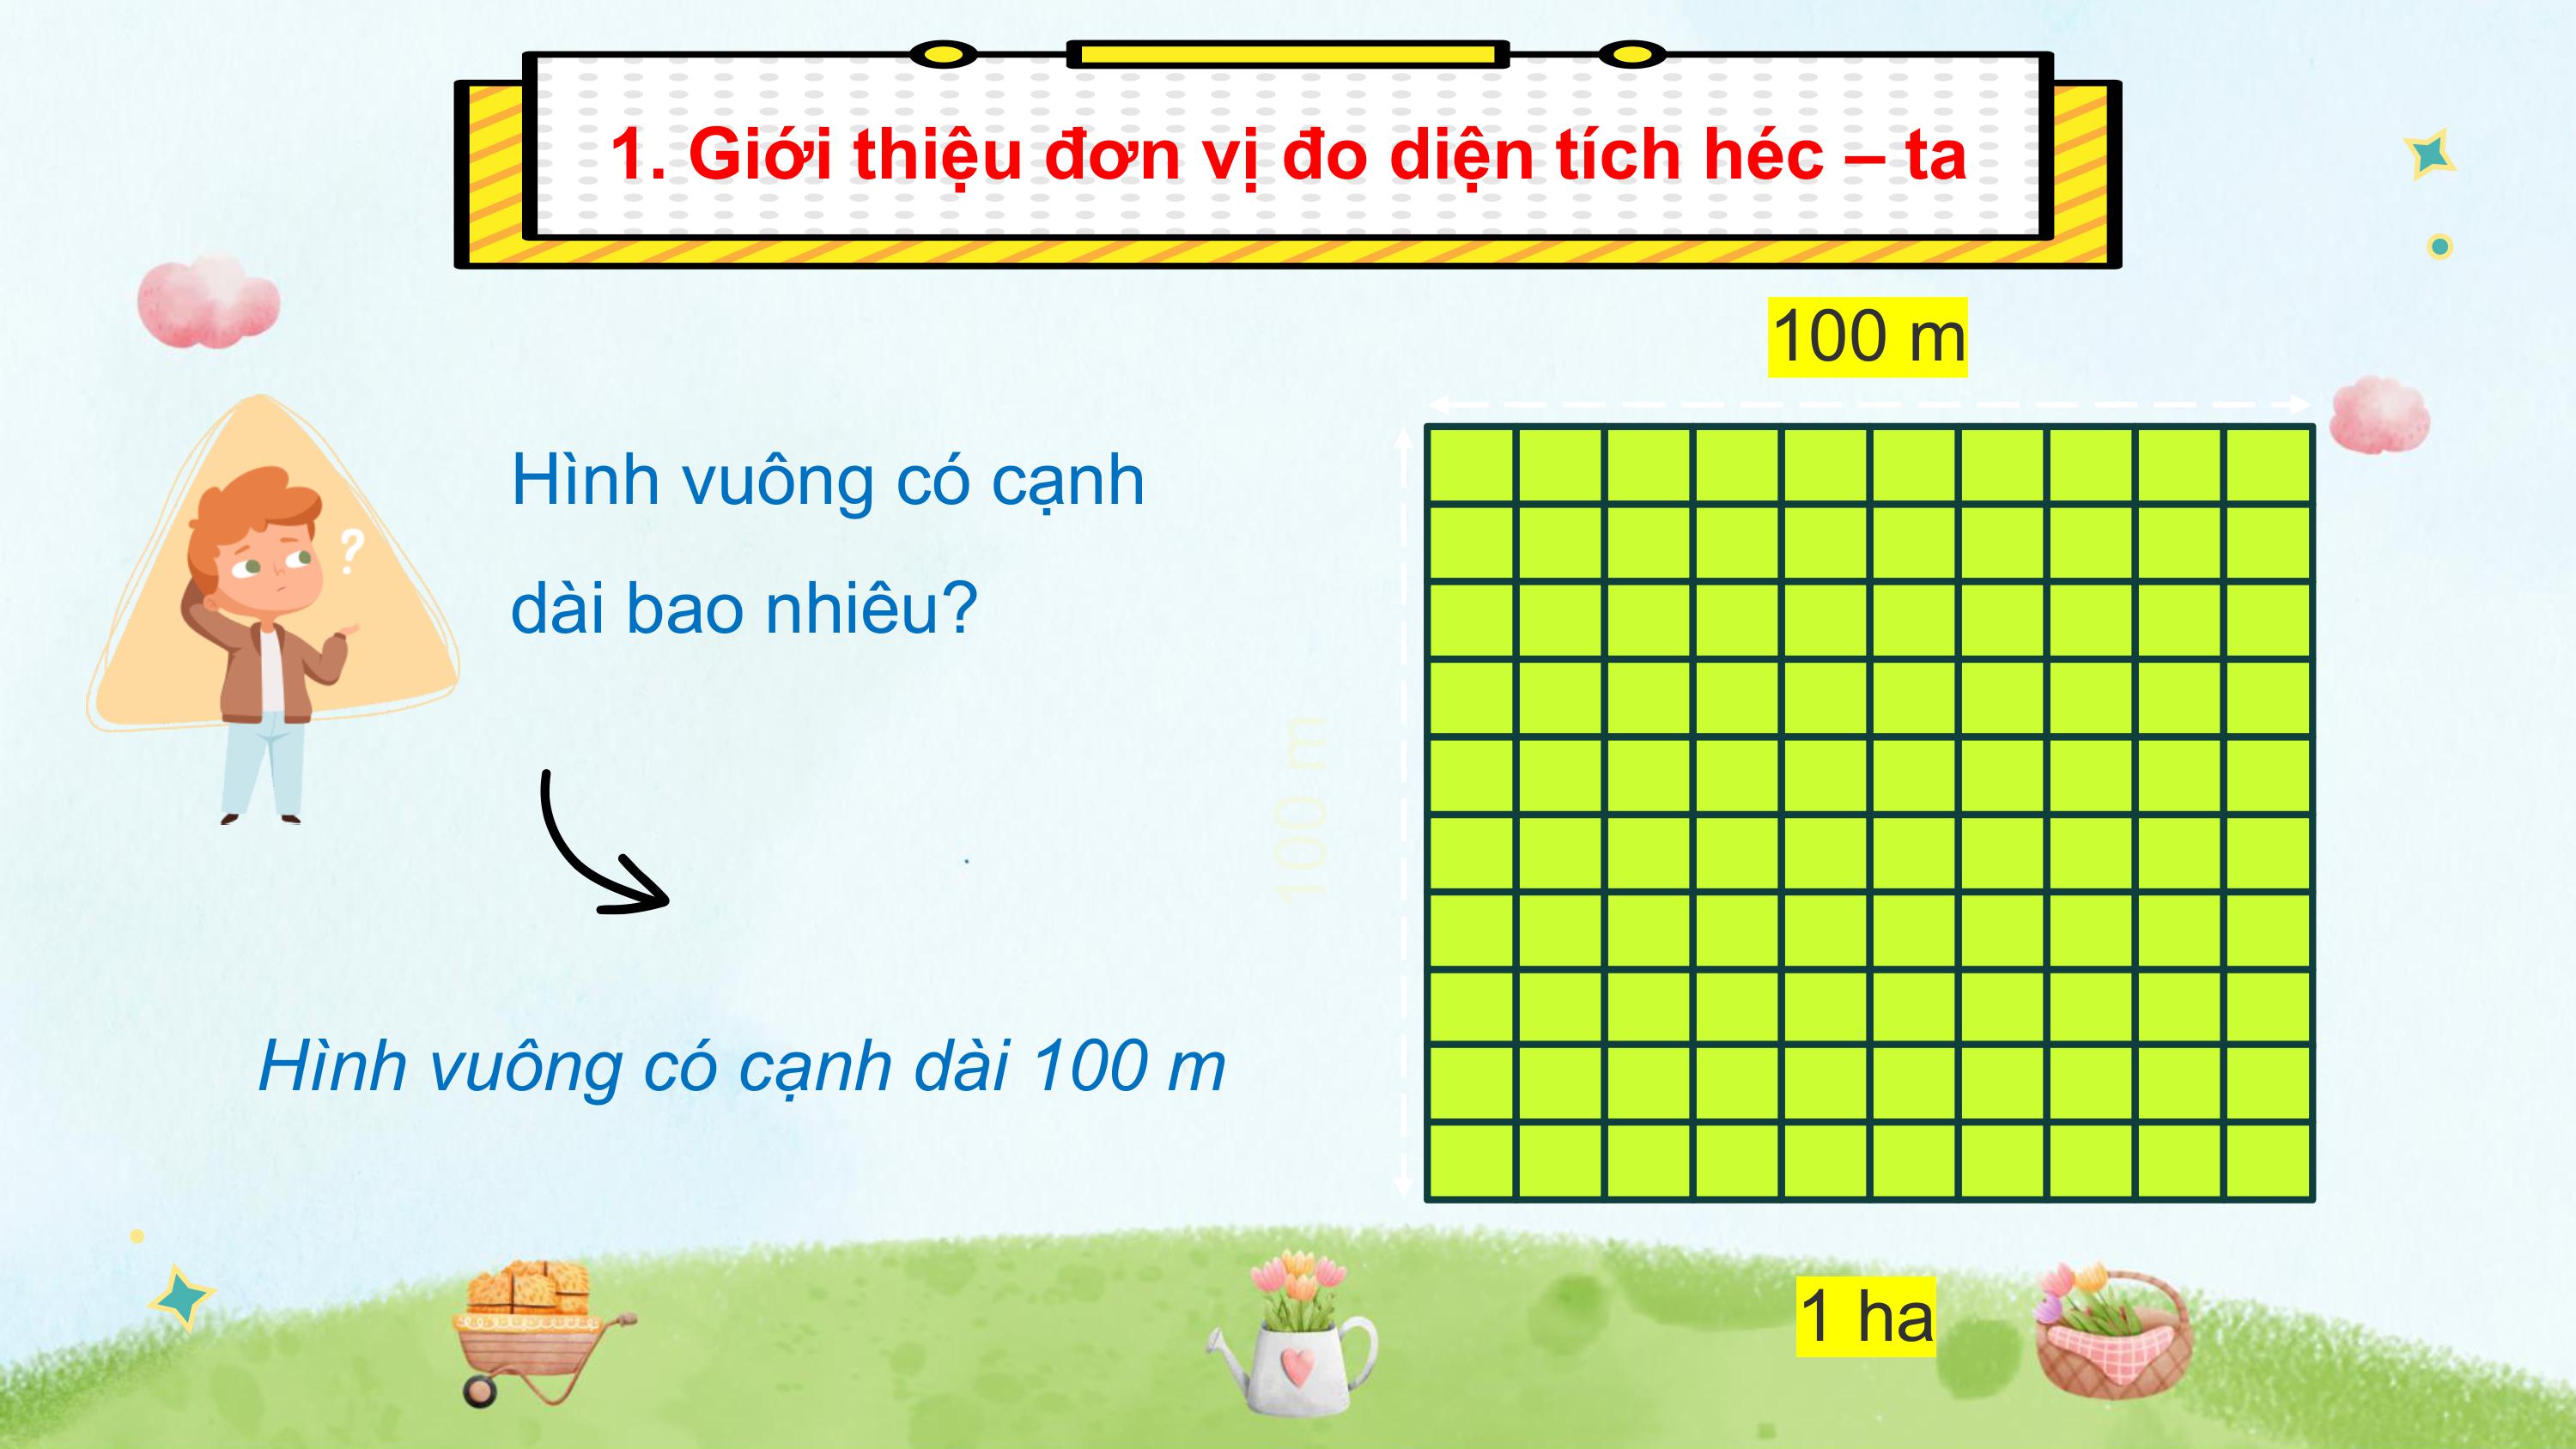 1. Giới thiệu đơn vị đo diện tích héc – ta
100 m
Hình vuông có cạnh
dài bao nhiêu?
?
100 m
Hình vuông có cạnh dài 100 m
1 ha